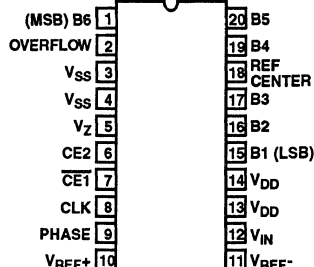 (MSB) B6 1
OVERFLOW 2
VSS 3
VSS 4
VZ 5
CE2 6
C̅E̅1̅ 7
CLK 8
PHASE 9
VREF+ 10
20 B5
19 B4
18 REF
CENTER
17 B3
16 B2
15 B1 (LSB)
14 VDD
13 VDD
12 VIN
11 VREF-